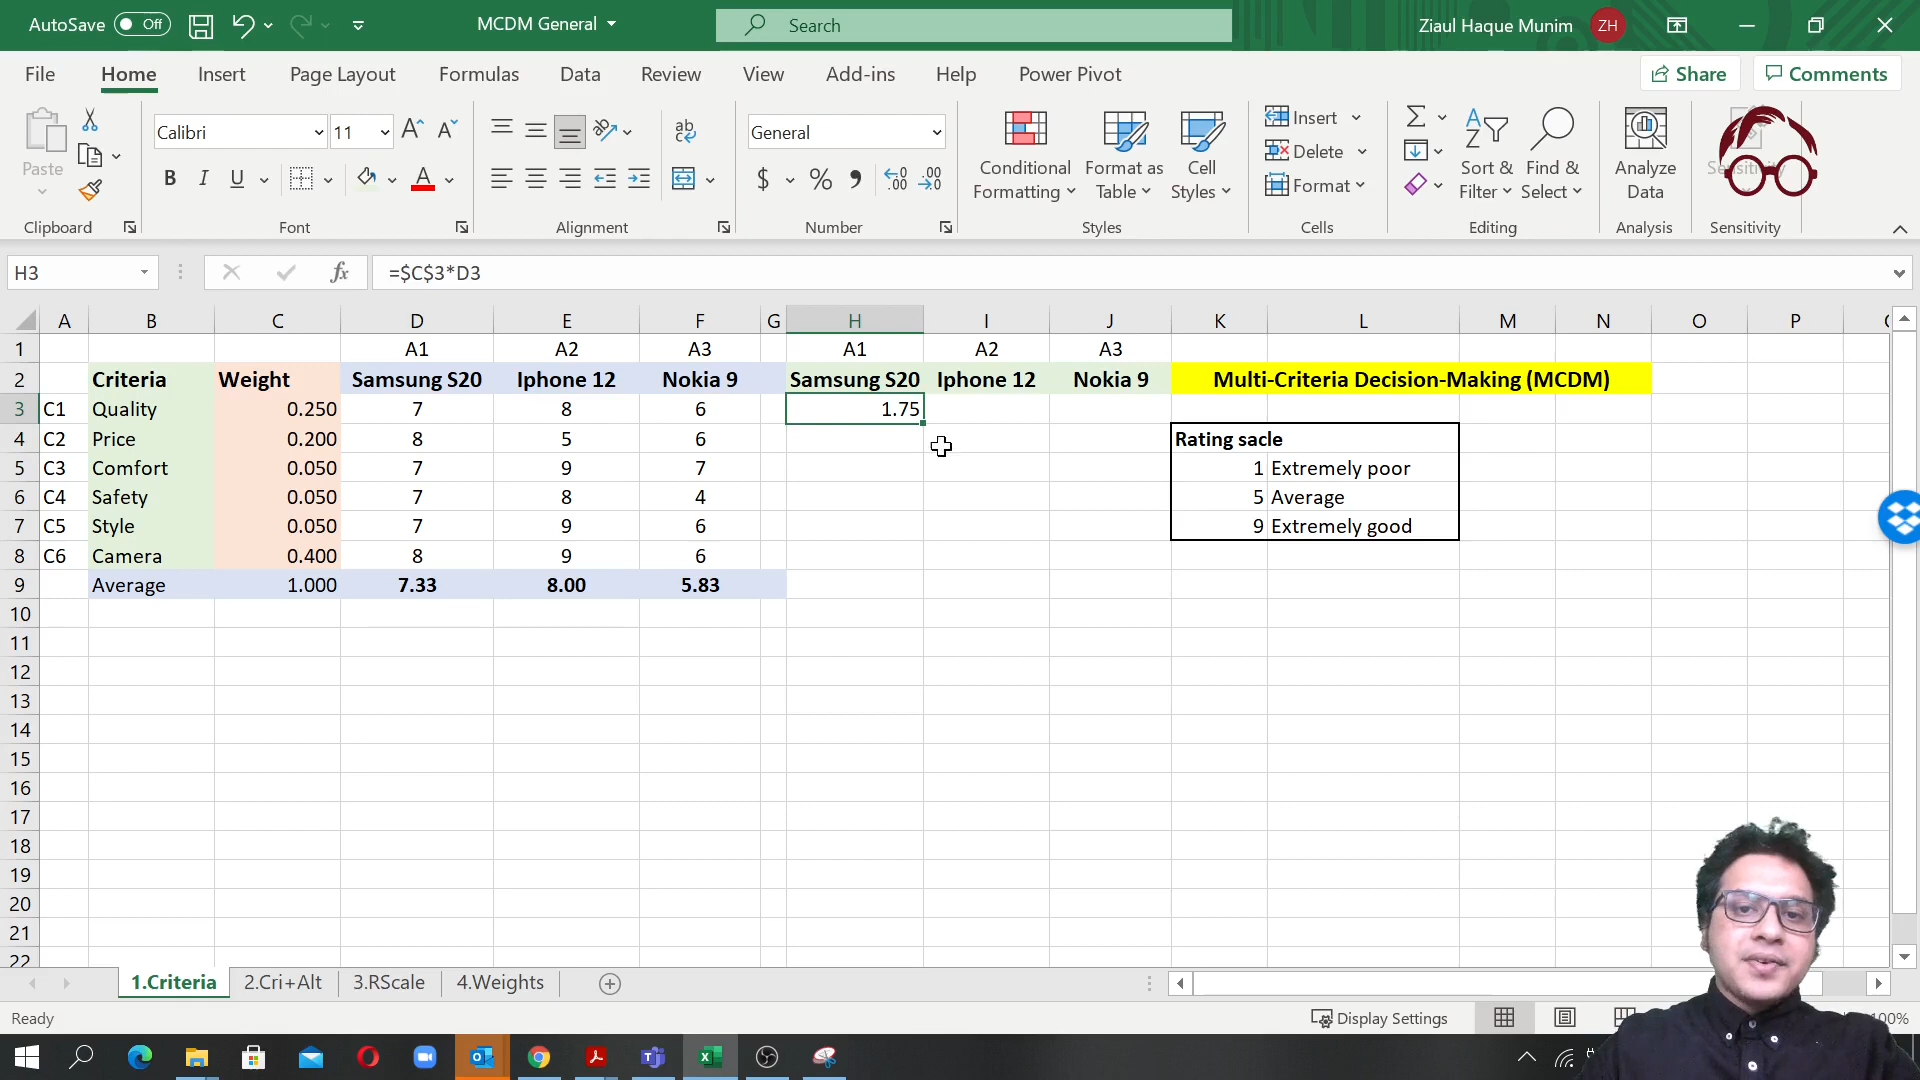 AutoSave Off MCDM General Search Ziaul Haque Munim ZH
File Home Insert Page Layout Formulas Data Review View Add-ins Help Power Pivot Share Comments
Paste
Calibri 11
B I U
General
$ % 9 .00 .00
Conditional Formatting
Format as Table
Cell Styles
Insert
Delete
Format
Sort & Filter
Find & Select
Analyze Data
Clipboard Font Alignment Number Styles Cells Editing Analysis Sensitivity
H3 fx =$C$3*D3
A B C D E F G H I J K L M N O P
1 A1 A2 A3 A1 A2 A3
2 Criteria Weight Samsung S20 Iphone 12 Nokia 9 Samsung S20 Iphone 12 Nokia 9 Multi-Criteria Decision-Making (MCDM)
3 C1 Quality 0.250 7 8 6 1.75
4 C2 Price 0.200 8 5 6 Rating sacle
5 C3 Comfort 0.050 7 9 7 1 Extremely poor
6 C4 Safety 0.050 7 8 4 5 Average
7 C5 Style 0.050 7 9 6 9 Extremely good
8 C6 Camera 0.400 8 9 6
9 Average 1.000 7.33 8.00 5.83
10
11
12
13
14
15
16
17
18
19
20
21
22
1.Criteria 2.Cri+Alt 3.RScale 4.Weights
Ready Display Settings 100%